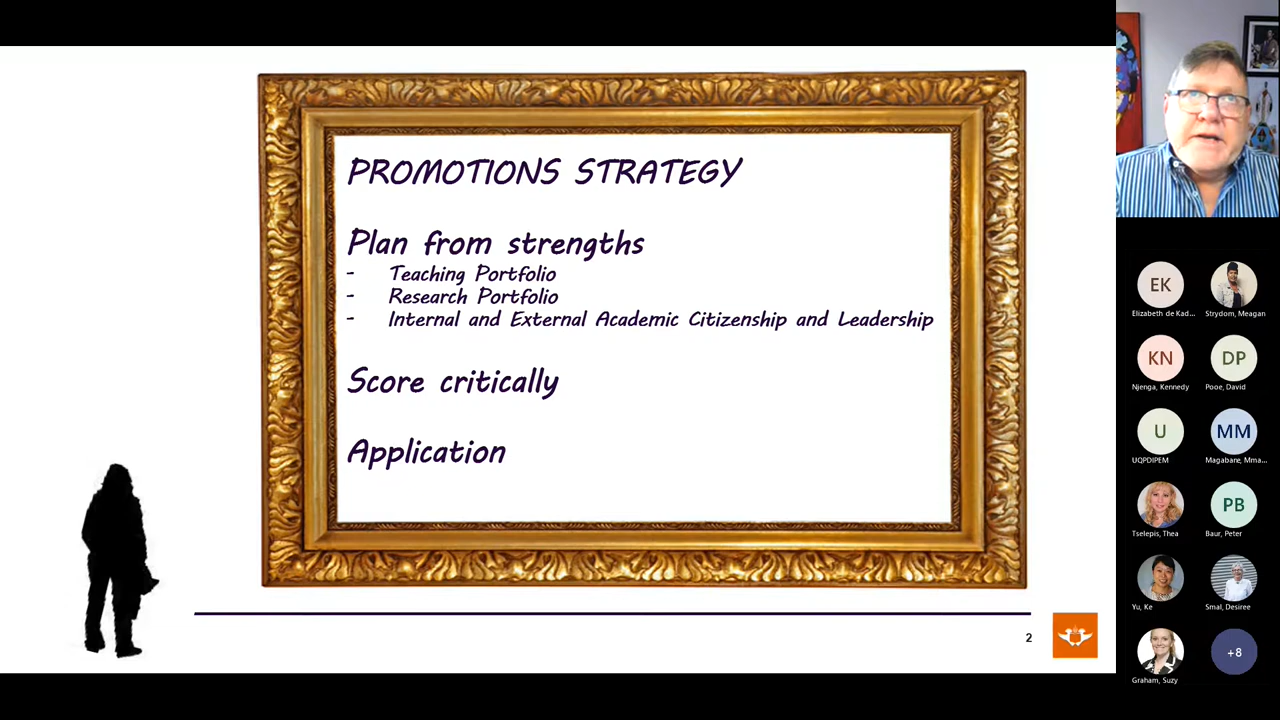 PROMOTIONS STRATEGY
Plan from strengths
- Teaching Portfolio
- Research Portfolio
- Internal and External Academic Citizenship and Leadership
Score critically
Application
2
EK
Elizabeth de Kad...
Strydom, Meagan
KN
DP
Njenga, Kennedy
Pooe, David
U
MM
UQPDIPEM
Magabane, Mma...
PB
Tselepis, Thea
Baur, Peter
Yu, Ke
Smal, Desiree
+8
Graham, Suzy